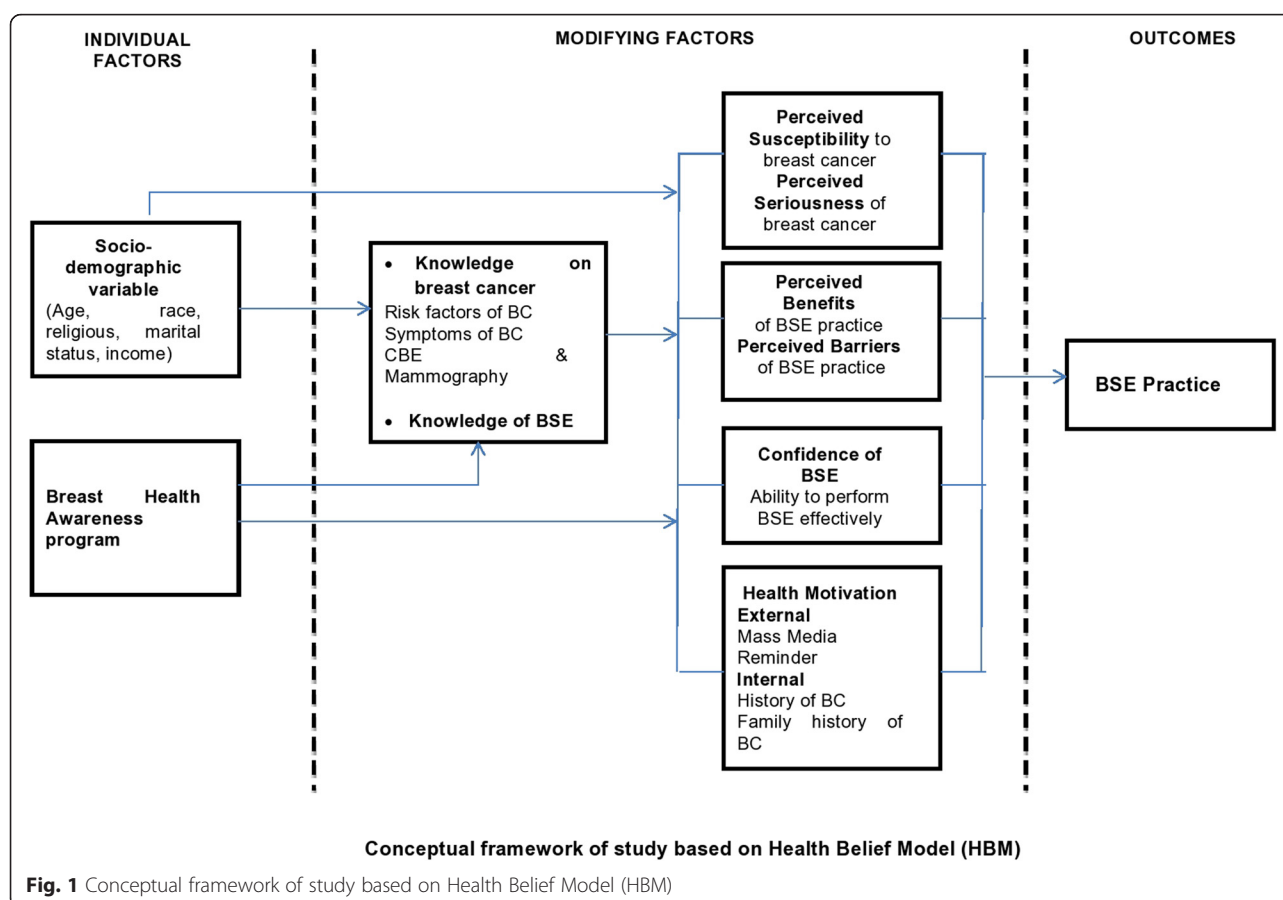 INDIVIDUAL
FACTORS
MODIFYING FACTORS
OUTCOMES
Socio-
demographic
variable
(Age, race,
religious, marital
status, income)
Breast Health
Awareness
program
• Knowledge on
breast cancer
Risk factors of BC
Symptoms of BC
CBE &
Mammography
• Knowledge of BSE
Perceived
Susceptibility to
breast cancer
Perceived
Seriousness of
breast cancer
Perceived
Benefits
of BSE practice
Perceived Barriers
of BSE practice
Confidence of
BSE
Ability to perform
BSE effectively
Health Motivation
External
Mass Media
Reminder
Internal
History of BC
Family history of
BC
BSE Practice
Conceptual framework of study based on Health Belief Model (HBM)
Fig. 1 Conceptual framework of study based on Health Belief Model (HBM)